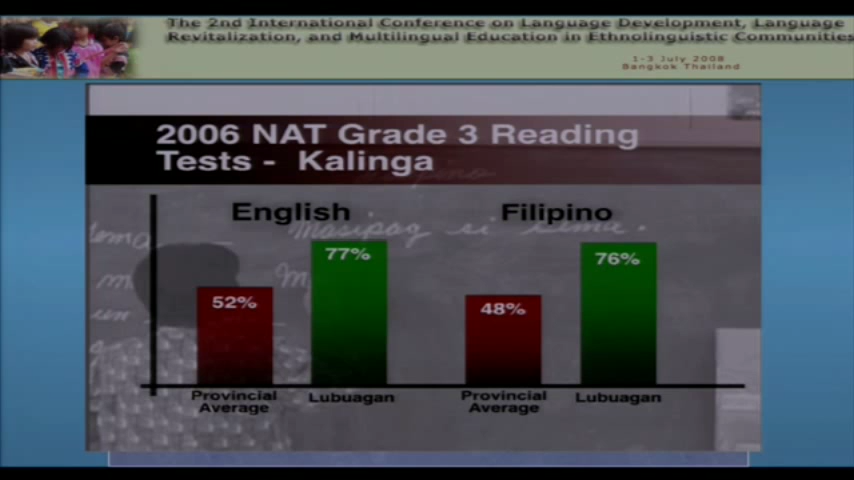 The 2nd International Conference on Language Development, Language
Revitalization, and Multilingual Education in Ethnolinguistic Communities
1-3 July 2008
Bangkok Thailand
2006 NAT Grade 3 Reading
Tests - Kalinga
English
Filipino
Masipag si
77%
76%
52%
48%
Provincial
Average
Lubuagan
Provincial
Average
Lubuagan